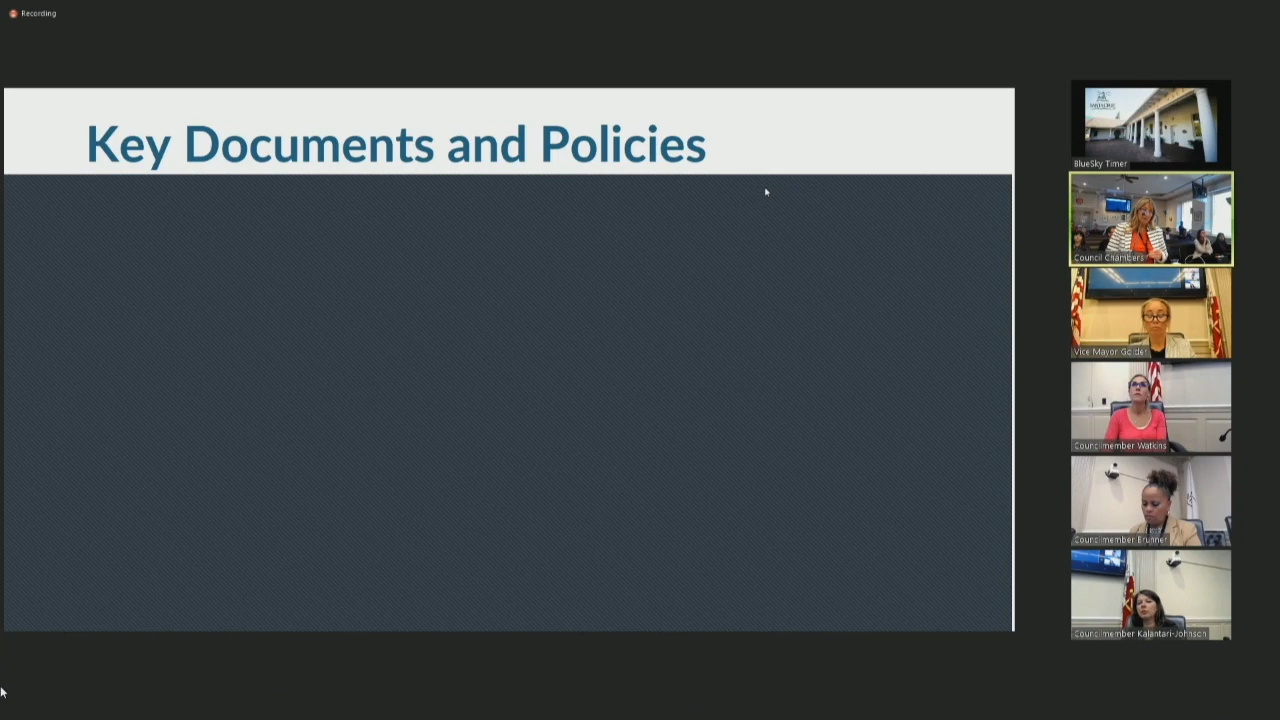 Recording
Key Documents and Policies
BlueSky Timer
Council Chambers
Vice Mayor Golder
Councilmember Watkins
Councilmember Brunner
Councilmember Kalantari-Johnson